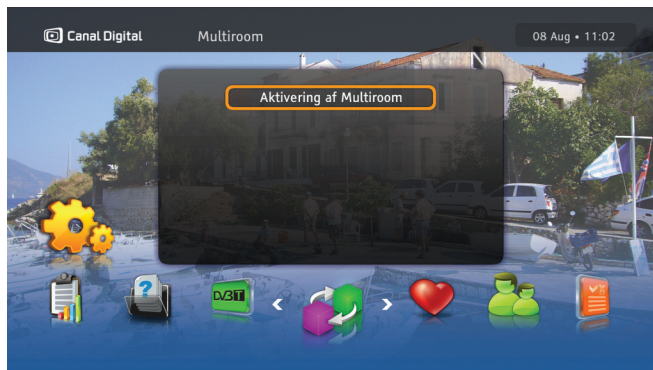 Canal Digital
Multiroom
08 Aug • 11:02
Aktivering af Multiroom
?
DVB T